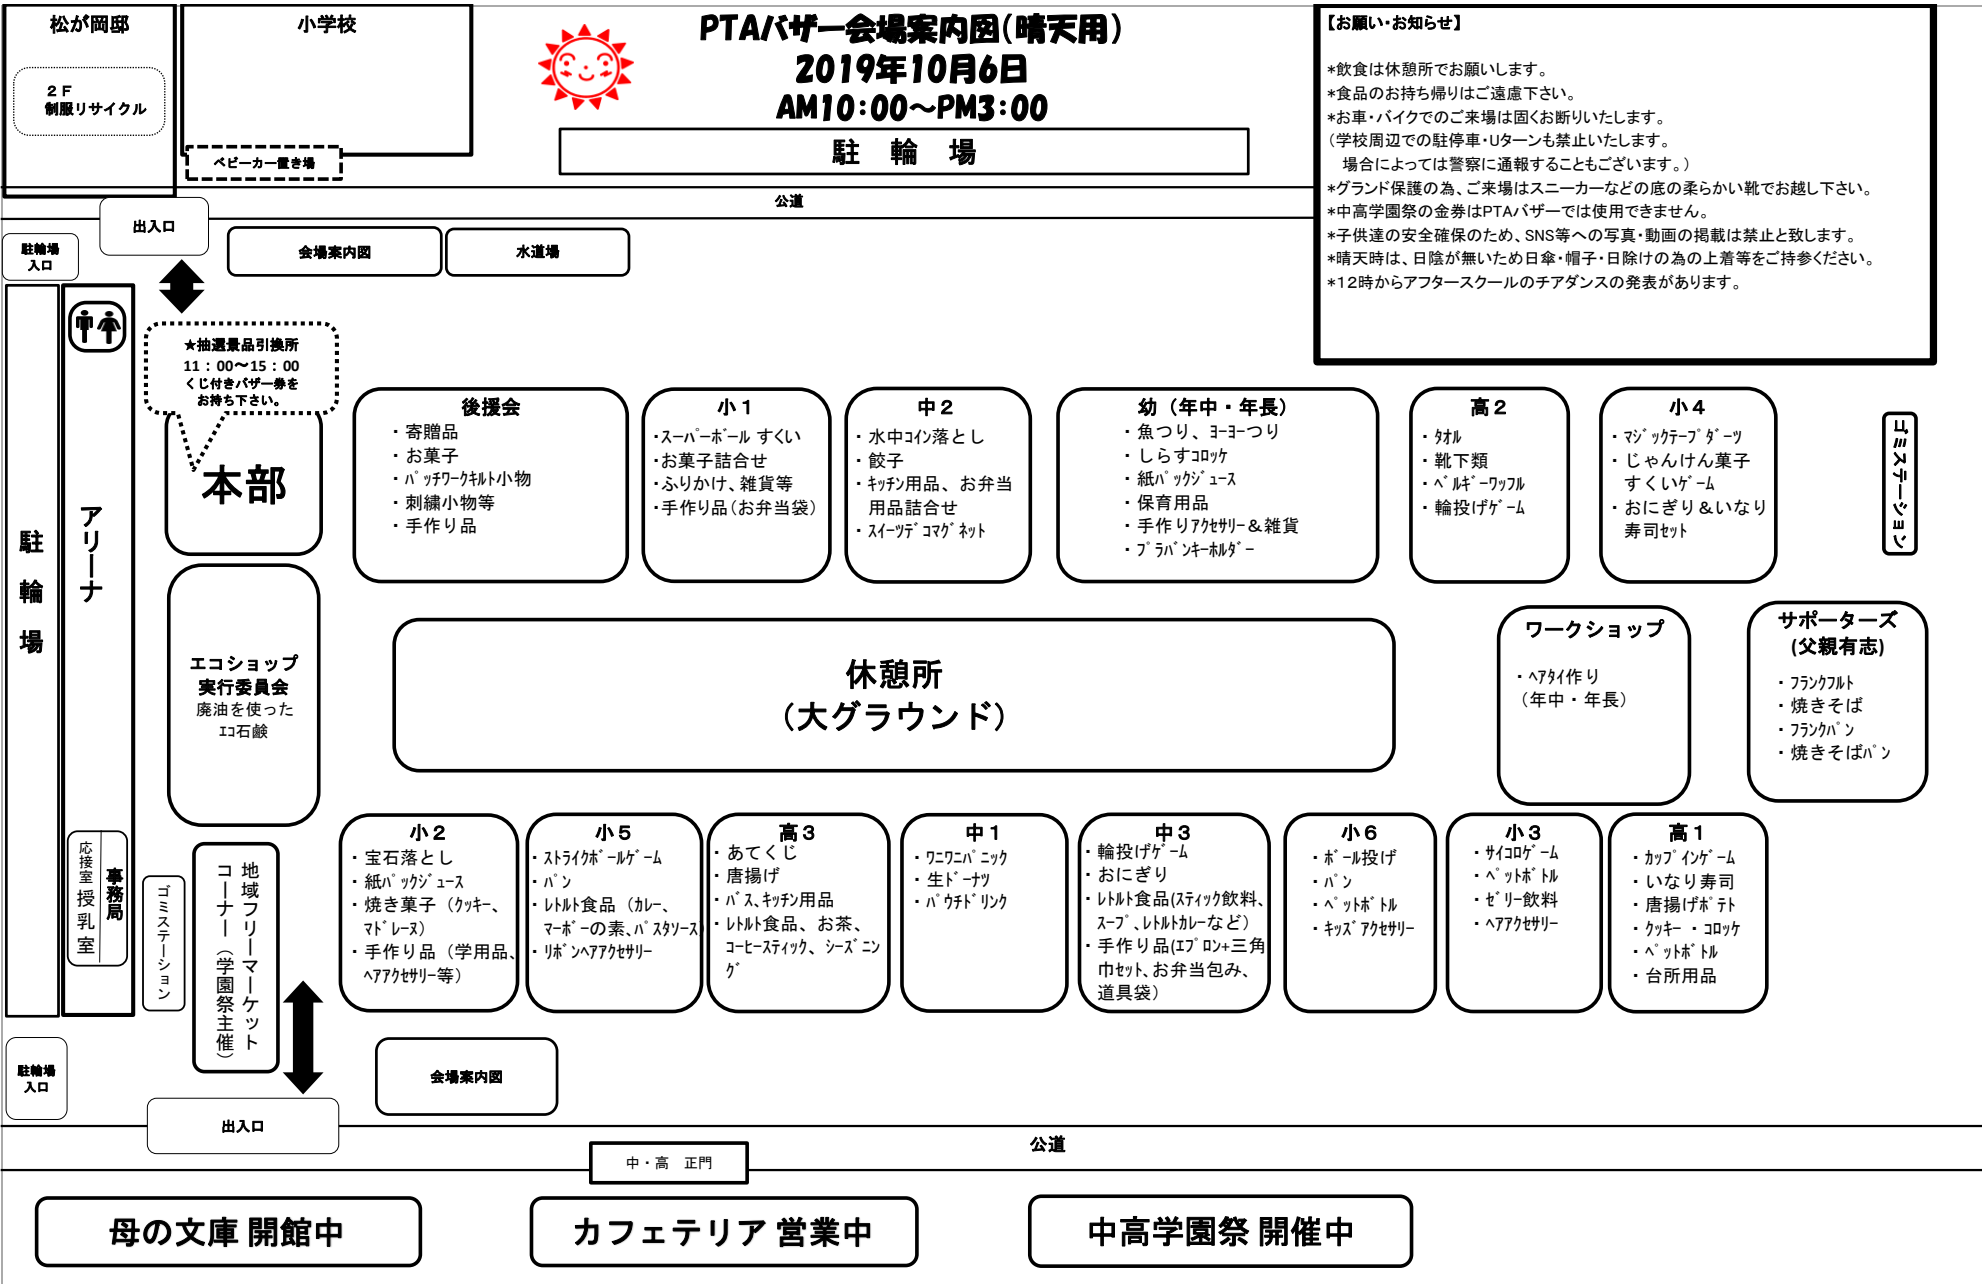 松が岡邸
２Ｆ
制服リサイクル
小学校
ベビーカー置き場
PTAバザー会場案内図(晴天用)
2019年10月6日
AM10:00～PM3:00
駐　輪　場
【お願い・お知らせ】
*飲食は休憩所でお願いします。
*食品のお持ち帰りはご遠慮下さい。
*お車・バイクでのご来場は固くお断りいたします。
(学校周辺での駐停車・Uターンも禁止いたします。
場合によっては警察に通報することもございます。)
*グランド保護の為、ご来場はスニーカーなどの底の柔らかい靴でお越し下さい。
*中高学園祭の金券はPTAバザーでは使用できません。
*子供達の安全確保のため、SNS等への写真・動画の掲載は禁止と致します。
*晴天時は、日陰が無いため日傘・帽子・日除けの為の上着等をご持参ください。
*12時からアフタースクールのチアダンスの発表があります。
公道
出入口
駐輪場
入口
会場案内図
水道場
駐輪場
アリーナ
★抽選景品引換所
11：00～15：00
くじ付きバザー券を
お持ち下さい。
本部
後援会
・寄贈品
・お菓子
・ﾊﾟｯﾁﾜｰｸｷﾙﾄ小物
・刺繍小物等
・手作り品
小１
・ｽｰﾊﾟｰﾎﾞｰﾙ すくい
・お菓子詰合せ
・ふりかけ、雑貨等
・手作り品(お弁当袋)
中２
・水中ｺｲﾝ落とし
・餃子
・ｷｯﾁﾝ用品、お弁当
用品詰合せ
・ｽｲｰﾂﾃﾞｺﾏｸﾞﾈｯﾄ
幼（年中・年長）
・魚つり、ﾖｰﾖｰつり
・しらすｺﾛｯｹ
・紙ﾊﾟｯｸｼﾞｭｰｽ
・保育用品
・手作りｱｸｾｻﾘｰ＆雑貨
・ﾌﾟﾗﾊﾞﾝｷｰﾎﾙﾀﾞｰ
高２
・ﾀｵﾙ
・靴下類
・ﾍﾞﾙｷﾞｰﾜｯﾌﾙ
・輪投げｹﾞｰﾑ
小４
・ﾏｼﾞｯｸﾃｰﾌﾟﾀﾞｰﾂ
・じゃんけん菓子
すくいｹﾞｰﾑ
・おにぎり＆いなり
寿司ｾｯﾄ
ゴミステーション
エコショップ
実行委員会
廃油を使った
ｴｺ石鹸
休憩所
（大グラウンド）
ワークショップ
・ﾍｱﾀｲ作り
（年中・年長）
サポーターズ
(父親有志)
・ﾌﾗﾝｸﾌﾙﾄ
・焼きそば
・ﾌﾗﾝｸﾊﾟﾝ
・焼きそばﾊﾟﾝ
事務局
応接室 授乳室
ゴミステーション
地域フリーマーケット
コーナー（学園祭主催）
小２
・宝石落とし
・紙ﾊﾟｯｸｼﾞｭｰｽ
・焼き菓子（ｸｯｷｰ、
ﾏﾄﾞﾚｰﾇ）
・手作り品（学用品、
ﾍｱｱｸｾｻﾘｰ等）
小５
・ｽﾄﾗｲｸﾎﾞｰﾙｹﾞｰﾑ
・ﾊﾟﾝ
・ﾚﾄﾙﾄ食品（ｶﾚｰ、
ﾏｰﾎﾞｰの素､ﾊﾟｽﾀｿｰｽ）
・ﾘﾎﾞﾝﾍｱｱｸｾｻﾘｰ
高３
・あてくじ
・唐揚げ
・ﾊﾞｽ､ｷｯﾁﾝ用品
・ﾚﾄﾙﾄ食品、お茶、
ｺｰﾋｰｽﾃｨｯｸ、ｼｰｽﾞﾆﾝ
ｸﾞ
中１
・ﾜﾆﾜﾆﾊﾟﾆｯｸ
・生ﾄﾞｰﾅﾂ
・ﾊﾟｳﾁﾄﾞﾘﾝｸ
中３
・輪投げｹﾞｰﾑ
・おにぎり
・ﾚﾄﾙﾄ食品(ｽﾃｨｯｸ飲料、
ｽｰﾌﾟ､ﾚﾄﾙﾄｶﾚｰなど）
・手作り品(ｴﾌﾟﾛﾝ+三角
巾ｾｯﾄ､お弁当包み、
道具袋）
小６
・ﾎﾞｰﾙ投げ
・ﾊﾟﾝ
・ﾍﾟｯﾄﾎﾞﾄﾙ
・ｷｯｽﾞｱｸｾｻﾘｰ
小３
・ｻｲｺﾛｹﾞｰﾑ
・ﾍﾟｯﾄﾎﾞﾄﾙ
・ｾﾞﾘｰ飲料
・ﾍｱｱｸｾｻﾘｰ
高１
・ｶｯﾌﾟｲﾝｹﾞｰﾑ
・いなり寿司
・唐揚げﾎﾟﾃﾄ
・ｸｯｷｰ ・ｺﾛｯｹ
・ﾍﾟｯﾄﾎﾞﾄﾙ
・台所用品
駐輪場
入口
会場案内図
出入口
公道
中・高　正門
母の文庫 開館中
カフェテリア 営業中
中高学園祭 開催中